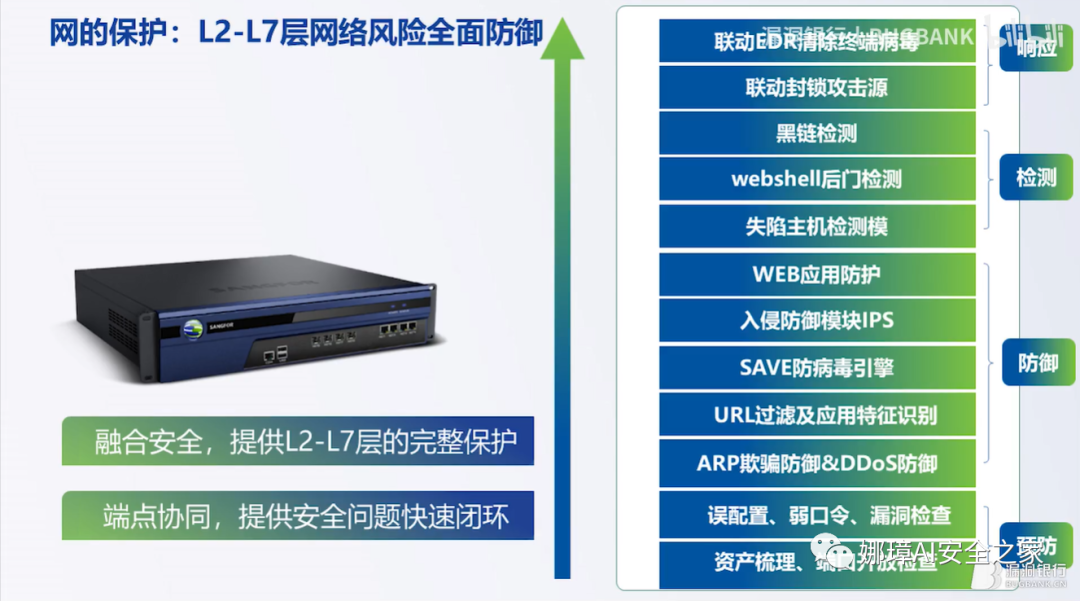 网的保护：L2-L7层网络风险全面防御
SANGFOR
融合安全，提供L2-L7层的完整保护
端点协同，提供安全问题快速闭环
漏洞银行 | BUGBANK
bilibili
联动EDR清除终端病毒
联动封锁攻击源
响应
黑链检测
webshell后门检测
失陷主机检测模
检测
WEB应用防护
入侵防御模块IPS
SAVE防病毒引擎
URL过滤及应用特征识别
ARP欺骗防御&DDoS防御
防御
误配置、弱口令、漏洞检查
资产梳理、端口开放检查
预防
娜璋AI安全之家
漏洞银行
BUGBANK.CN